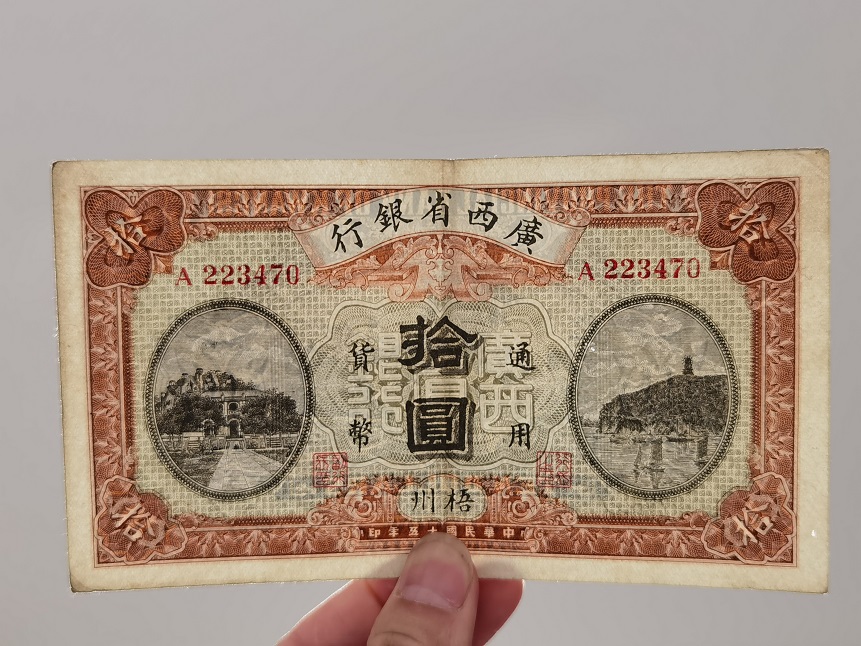 廣西省銀行
拾
拾
A 223470
A 223470
拾圓
通用
貨幣
廣西
梧州
中華民國十五年印
拾
拾